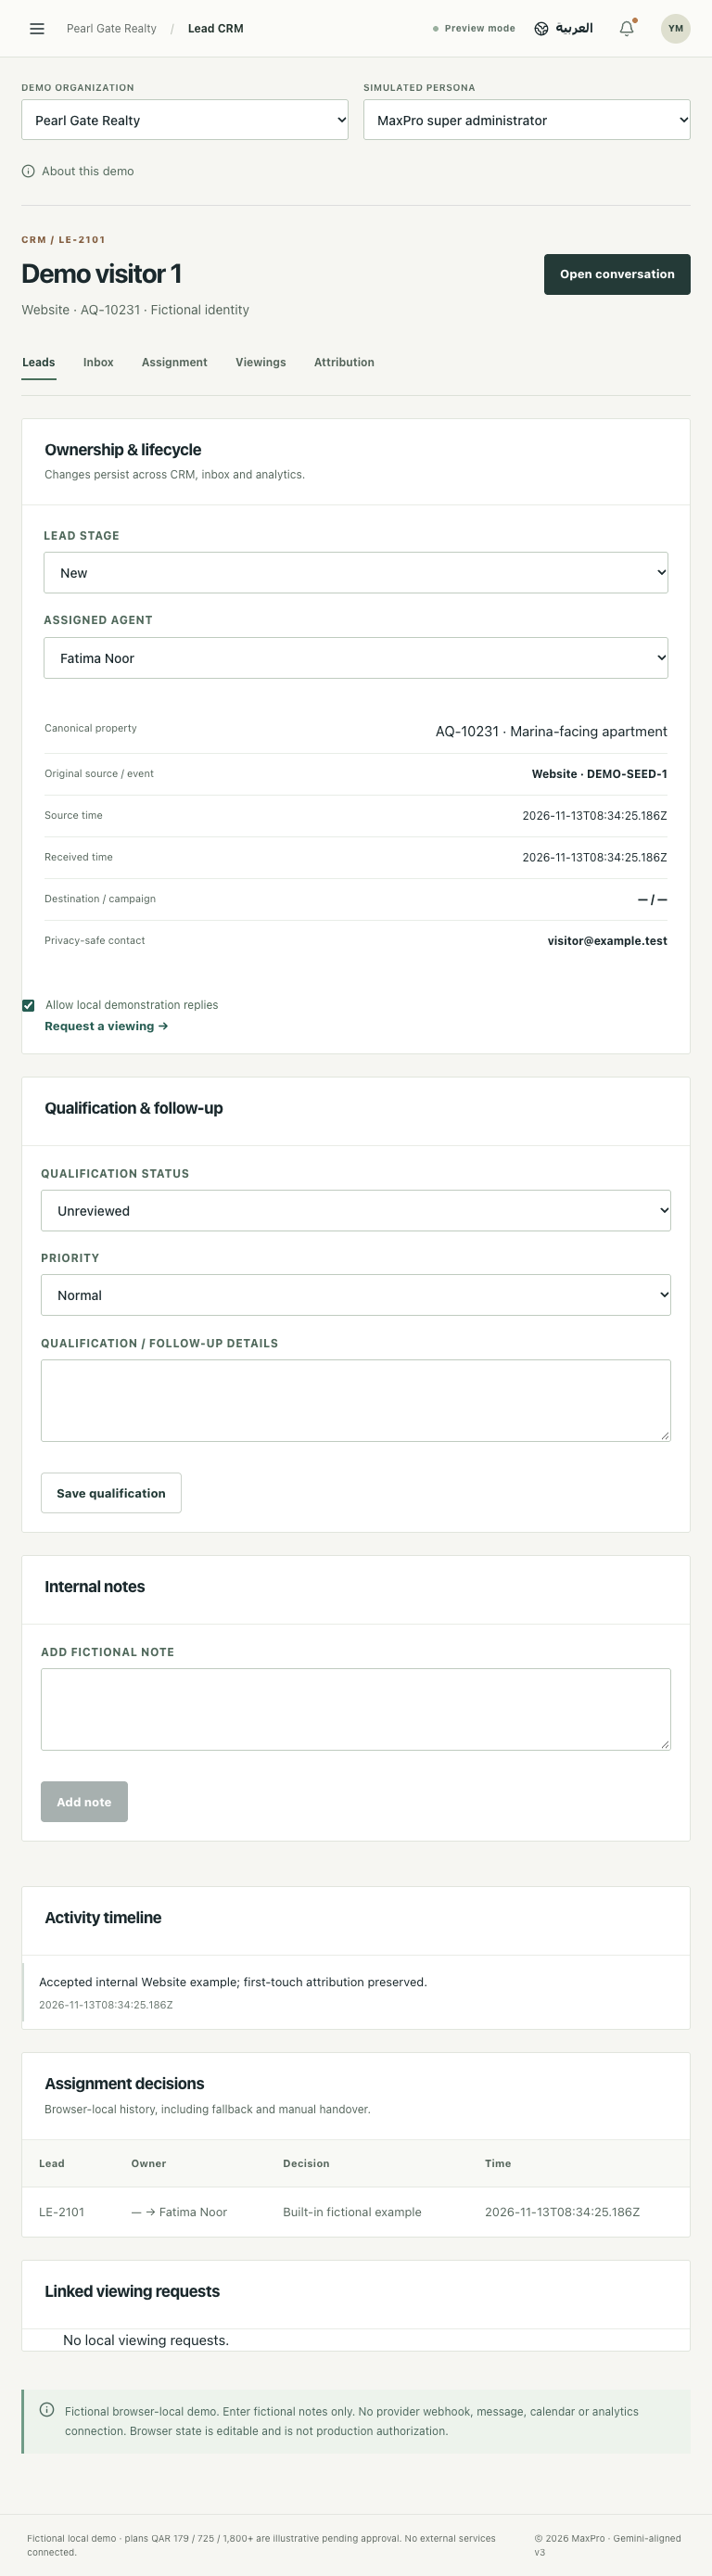 Pearl Gate Realty / Lead CRM
Preview mode
العربية
YM
DEMO ORGANIZATION
Pearl Gate Realty
SIMULATED PERSONA
MaxPro super administrator
About this demo
CRM / LE-2101
Demo visitor 1
Website · AQ-10231 · Fictional identity
Open conversation
Leads
Inbox
Assignment
Viewings
Attribution
Ownership & lifecycle
Changes persist across CRM, inbox and analytics.
LEAD STAGE
New
ASSIGNED AGENT
Fatima Noor
Canonical property
AQ-10231 · Marina-facing apartment
Original source / event
Website · DEMO-SEED-1
Source time
2026-11-13T08:34:25.186Z
Received time
2026-11-13T08:34:25.186Z
Destination / campaign
— / —
Privacy-safe contact
visitor@example.test
Allow local demonstration replies
Request a viewing →
Qualification & follow-up
QUALIFICATION STATUS
Unreviewed
PRIORITY
Normal
QUALIFICATION / FOLLOW-UP DETAILS
Save qualification
Internal notes
ADD FICTIONAL NOTE
Add note
Activity timeline
Accepted internal Website example; first-touch attribution preserved.
2026-11-13T08:34:25.186Z
Assignment decisions
Browser-local history, including fallback and manual handover.
Lead Owner Decision Time
LE-2101 — → Fatima Noor Built-in fictional example 2026-11-13T08:34:25.186Z
Linked viewing requests
No local viewing requests.
Fictional browser-local demo. Enter fictional notes only. No provider webhook, message, calendar or analytics
connection. Browser state is editable and is not production authorization.
Fictional local demo · plans QAR 179 / 725 / 1,800+ are illustrative pending approval. No external services
connected.
© 2026 MaxPro · Gemini-aligned
v3